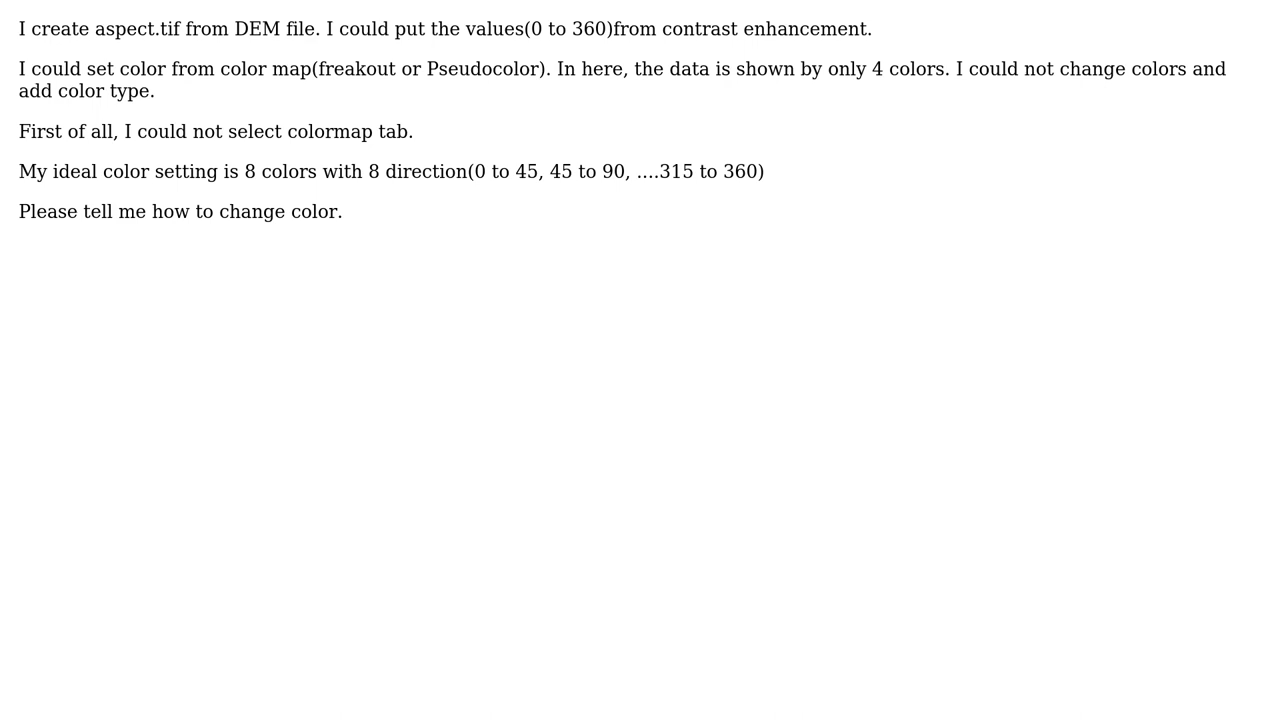 I create aspect.tif from DEM file. I could put the values(0 to 360)from contrast enhancement.
I could set color from color map(freakout or Pseudocolor). In here, the data is shown by only 4 colors. I could not change colors and
add color type.
First of all, I could not select colormap tab.
My ideal color setting is 8 colors with 8 direction(0 to 45, 45 to 90, ....315 to 360)
Please tell me how to change color.